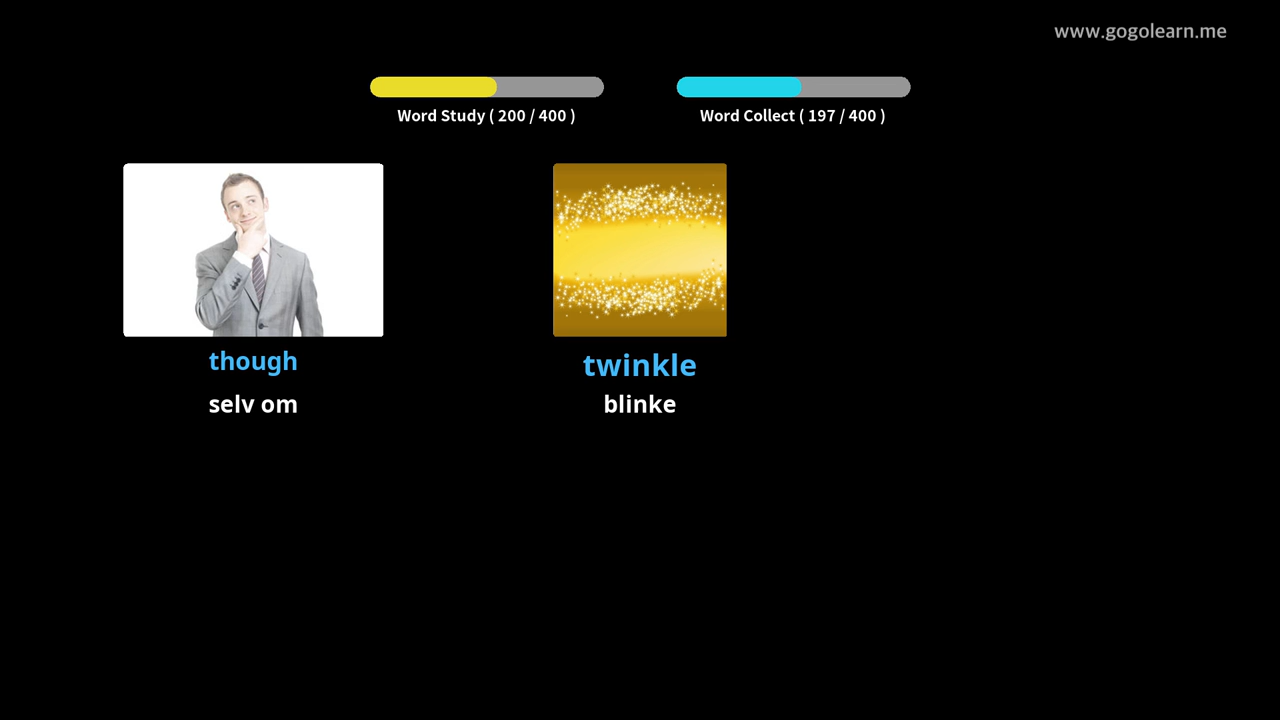 www.gogolearn.me
Word Study ( 200 / 400 )
Word Collect ( 197 / 400 )
though
selv om
twinkle
blinke